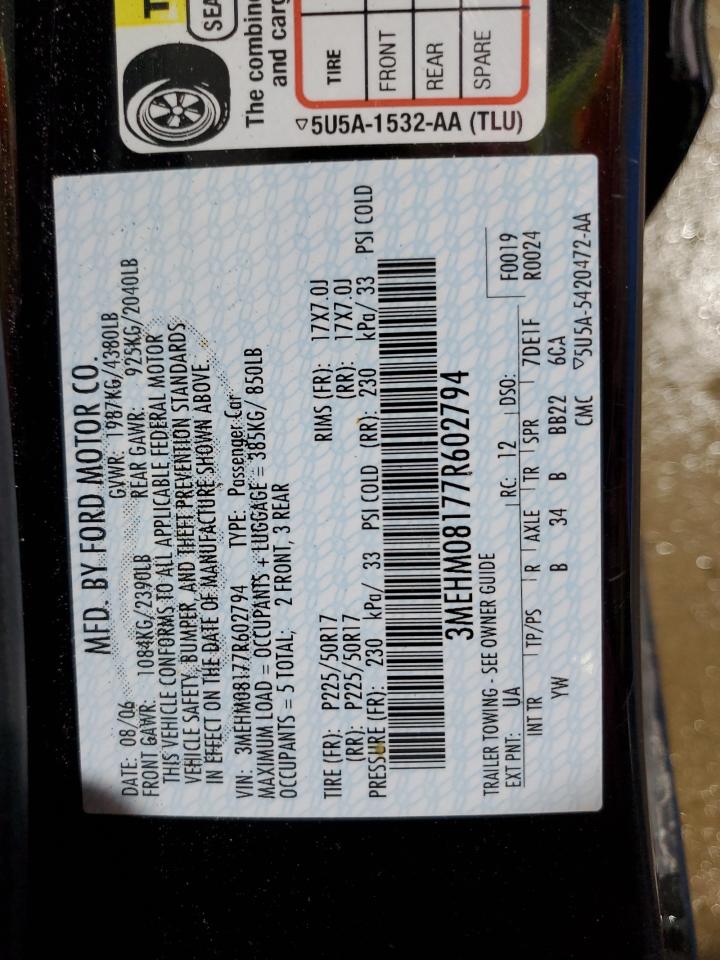 T
SEA
The combine
and carg
TIRE
FRONT
REAR
SPARE
▽5U5A-1532-AA (TLU)
MFD. BY FORD MOTOR CO.
DATE: 08/06 GVWR: 1987KG/4380LB
FRONT GAWR: 1084KG/2390LB REAR GAWR: 925KG/2040LB
THIS VEHICLE CONFORMS TO ALL APPLICABLE FEDERAL MOTOR
VEHICLE SAFETY, BUMPER, AND THEFT PREVENTION STANDARDS
IN EFFECT ON THE DATE OF MANUFACTURE SHOWN ABOVE.
VIN: 3MEHM08177R602794 TYPE: Passenger Car
MAXIMUM LOAD = OCCUPANTS + LUGGAGE = 385KG/ 850LB
OCCUPANTS = 5 TOTAL; 2 FRONT, 3 REAR
TIRE (FR): P225/50R17 RIMS (FR): 17X7.0J
(RR): P225/50R17 (RR): 17X7.0J
PRESSURE (FR): 230 kPa/ 33 PSI COLD (RR): 230 kPa/ 33 PSI COLD
3MEHM08177R602794
TRAILER TOWING - SEE OWNER GUIDE
EXT PNT: UA RC: 12 DSO: F0019
INT TR TP/PS R AXLE TR SPR 7DE1F R0024
YW B 34 B BB22 6CA
CMC ▽5U5A-5420472-AA